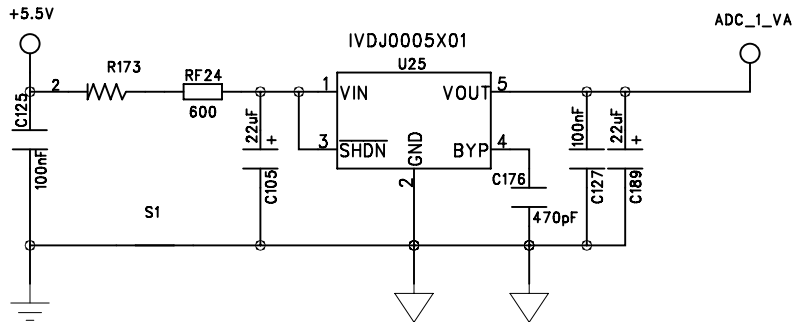 +5.5V
ADC_1_VA
IVDJ0005X01
U25
R173
RF24
600
2
C125
100nF
22uF
+
C105
1
VIN
VOUT
5
3
SHDN
GND
2
BYP
4
C176
470pF
100nF
C127
22uF
+
C189
S1